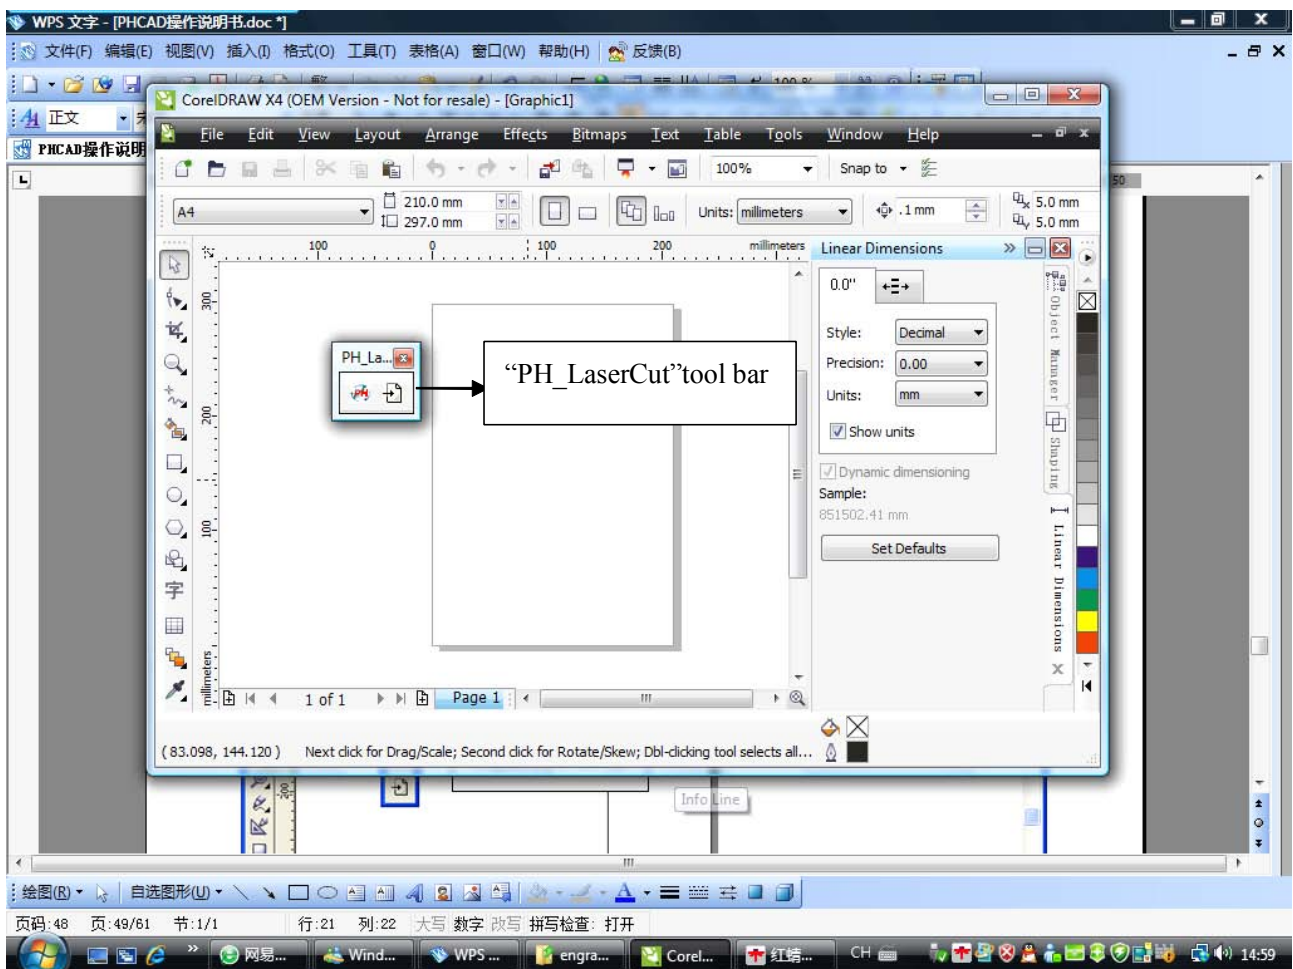 WPS 文字 - [PHCAD操作说明书.doc *]
文件(F) 编辑(E) 视图(V) 插入(I) 格式(O) 工具(T) 表格(A) 窗口(W) 帮助(H) 反馈(B)
CorelDRAW X4 (OEM Version - Not for resale) - [Graphic1]
正文
PHCAD操作说明
File Edit View Layout Arrange Effects Bitmaps Text Table Tools Window Help
100% Snap to
50
A4 210.0 mm 297.0 mm Units: millimeters .1 mm 5.0 mm 5.0 mm
100 0 100 200 millimeters
Linear Dimensions
0.0"
300
Style: Decimal
PH_La...
“PH_LaserCut”tool bar
Precision: 0.00
Units: mm
200
Show units
Dynamic dimensioning
Sample:
851502.41 mm
100
Set Defaults
Object Manager
Shaping
Linear Dimensions
字
millimeters
1 of 1 Page 1
(83.098, 144.120) Next click for Drag/Scale; Second click for Rotate/Skew; Dbl-clicking tool selects all...
200
Info Line
绘图(R) 自选图形(U)
页码:48 页:49/61 节:1/1 行:21 列:22 大写 数字 改写 拼写检查: 打开
网易... Wind... WPS ... engra... Corel... 红蜻... CH 14:59